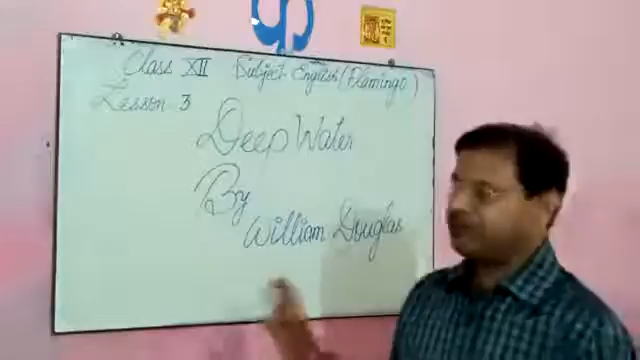 Class XII Subject English (Flamingo)
Lesson 3
Deep Water
By
William Douglas